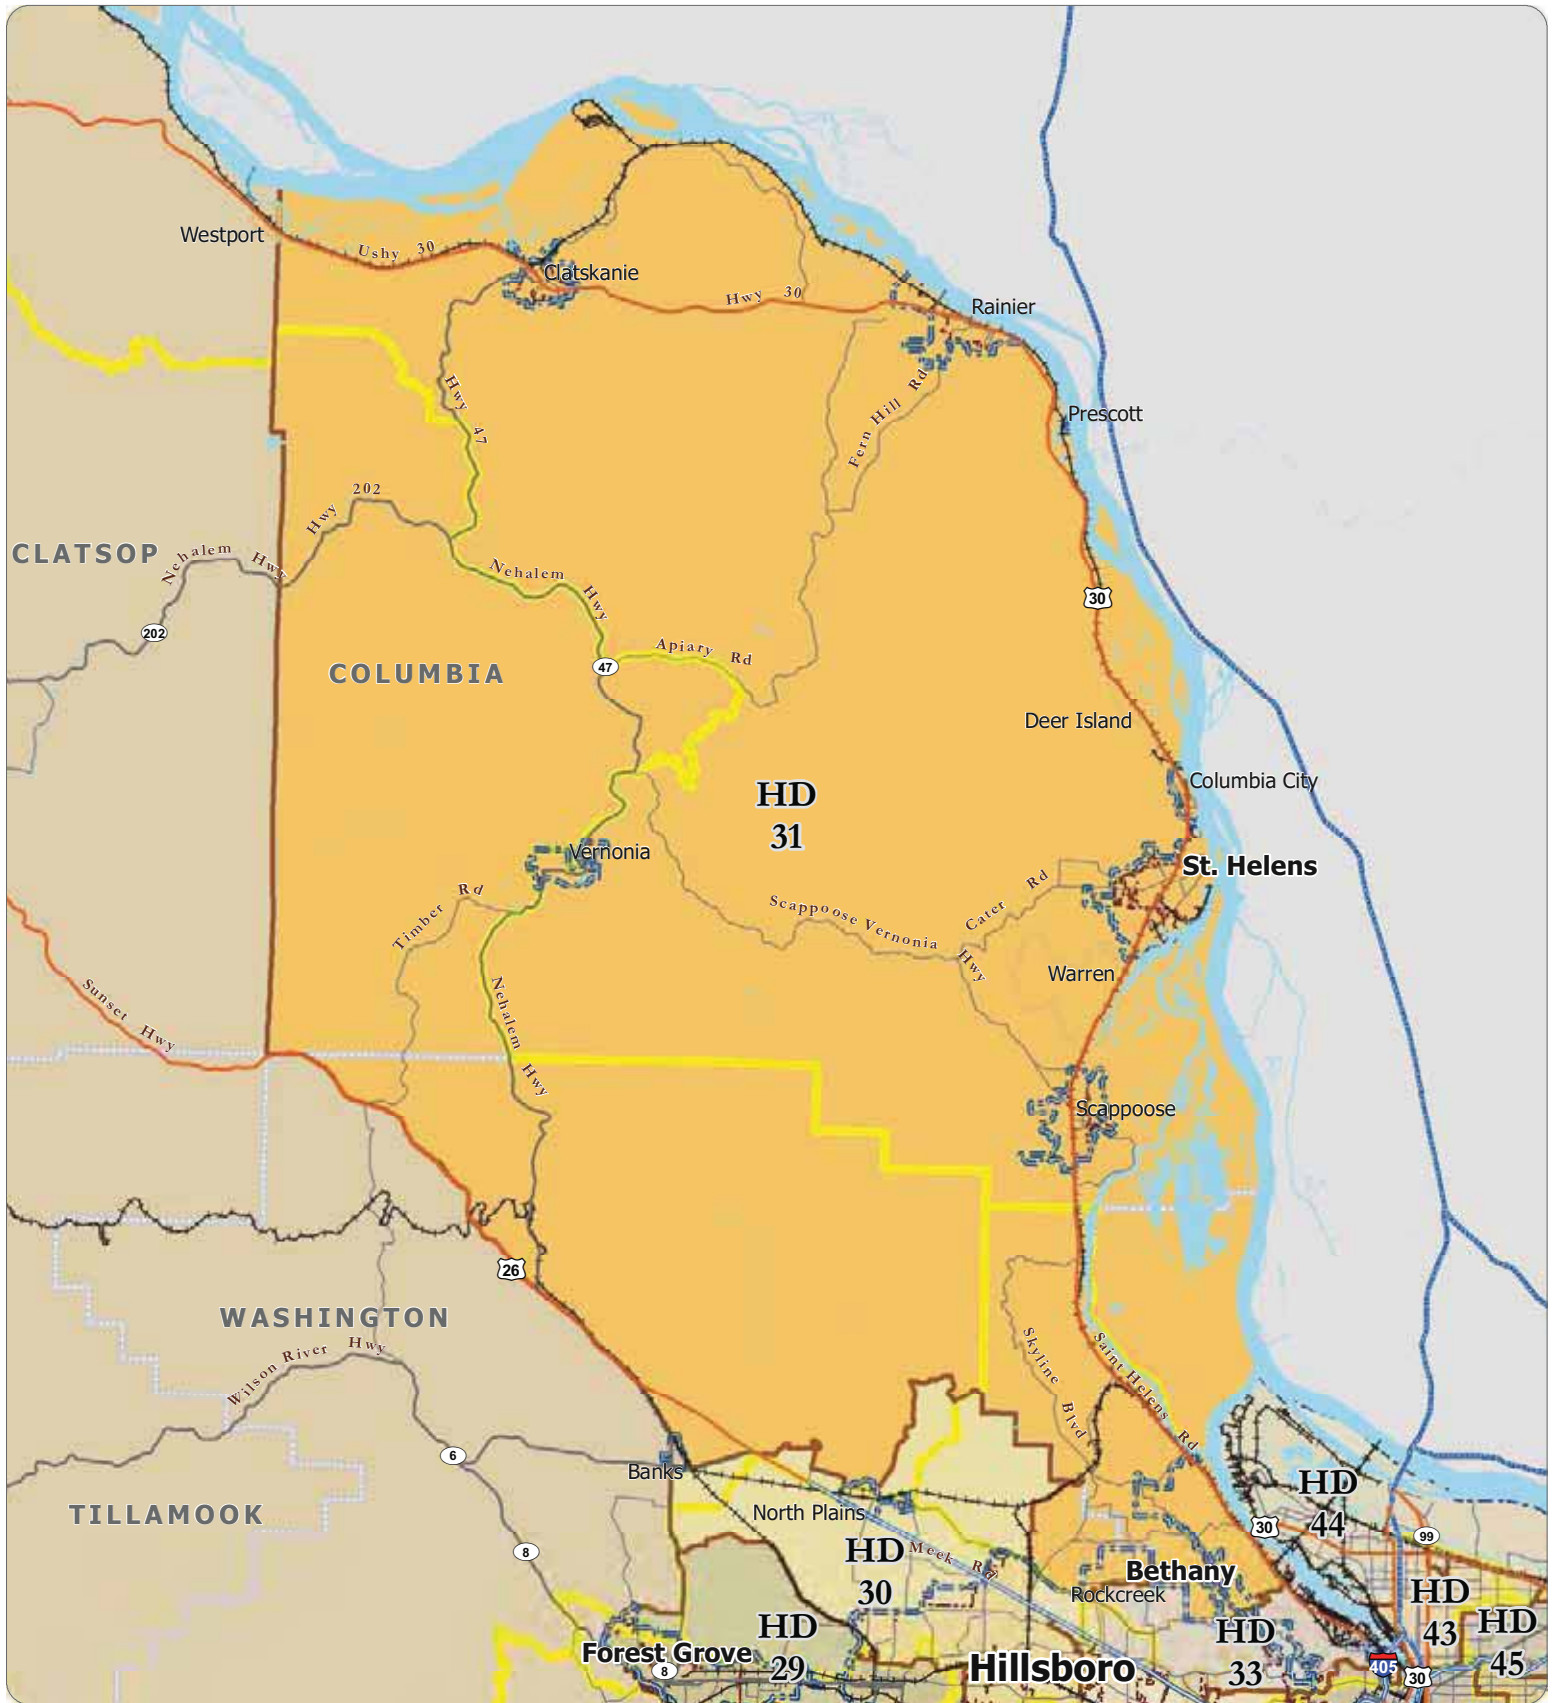 Westport
Ushy 30
Clatskanie
Hwy 30
Rainier
Hwy 47
Fern Hill Rd
Prescott
Hwy 202
CLATSOP
Nehalem Hwy
202
Nehalem Hwy
30
Apiary Rd
47
COLUMBIA
Deer Island
Columbia City
HD
31
Vernonia
St. Helens
Timber Rd
Cater Rd
Scappoose Vernonia Hwy
Warren
Sunset Hwy
Nehalem Hwy
Scappoose
26
WASHINGTON
Wilson River Hwy
Skyline Blvd
Saint Helens Rd
6
Banks
TILLAMOOK
North Plains
HD
44
30
99
8
HD
30
Meek Rd
Bethany
Rockcreek
HD
43
HD
45
HD
29
HD
33
Forest Grove
8
Hillsboro
405
30